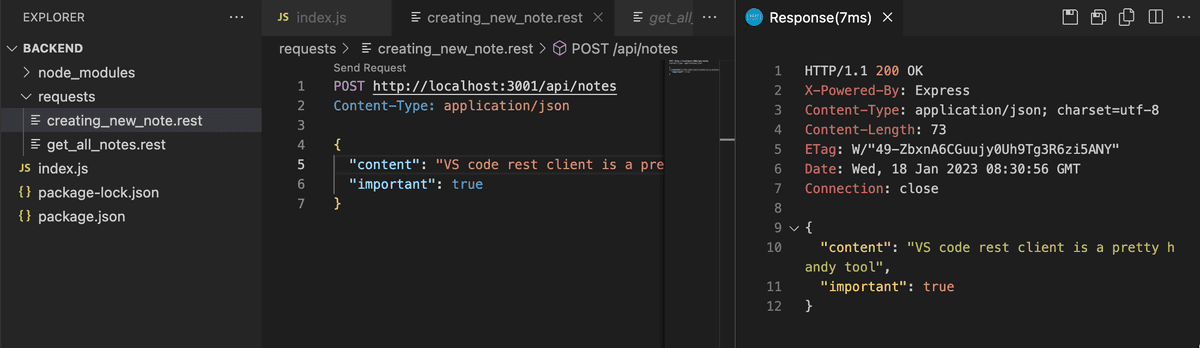 EXPLORER
BACKEND
node_modules
requests
creating_new_note.rest
get_all_notes.rest
JS index.js
{} package-lock.json
{} package.json
JS index.js
creating_new_note.rest
get_all
requests > creating_new_note.rest > POST /api/notes
Send Request
1 POST http://localhost:3001/api/notes
2 Content-Type: application/json
3
4 {
5 "content": "VS code rest client is a pre
6 "important": true
7 }
Response(7ms)
1 HTTP/1.1 200 OK
2 X-Powered-By: Express
3 Content-Type: application/json; charset=utf-8
4 Content-Length: 73
5 ETag: W/"49-ZbxnA6CGuujy0Uh9Tg3R6zi5ANY"
6 Date: Wed, 18 Jan 2023 08:30:56 GMT
7 Connection: close
8
9 {
10 "content": "VS code rest client is a pretty h
andy tool",
11 "important": true
12 }